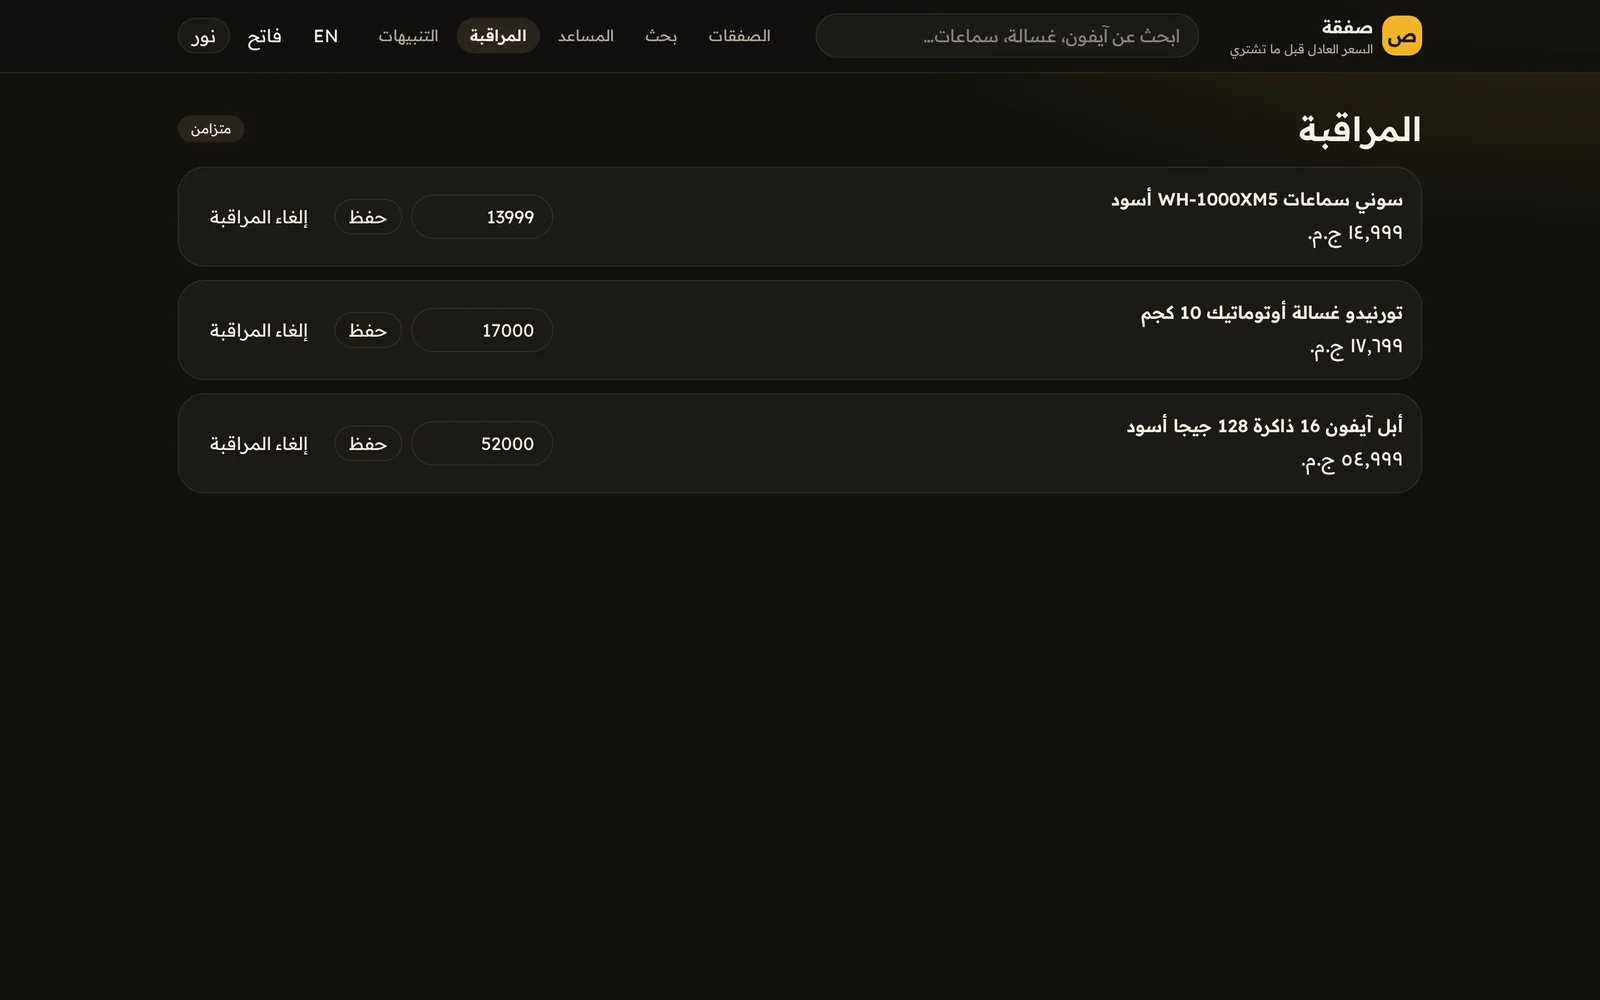 ص
صفقة
السعر العادل قبل ما تشتري
ابحث عن آيفون، غسالة، سماعات...
الصفقات
بحث
المساعد
المراقبة
التنبيهات
EN
فاتح
نور
المراقبة
متزامن
سوني سماعات WH-1000XM5 أسود
١٤,٩٩٩ ج.م.
13999
حفظ
إلغاء المراقبة
تورنيدو غسالة أوتوماتيك 10 كجم
١٧,٦٩٩ ج.م.
17000
حفظ
إلغاء المراقبة
أبل آيفون 16 ذاكرة 128 جيجا أسود
٥٤,٩٩٩ ج.م.
52000
حفظ
إلغاء المراقبة